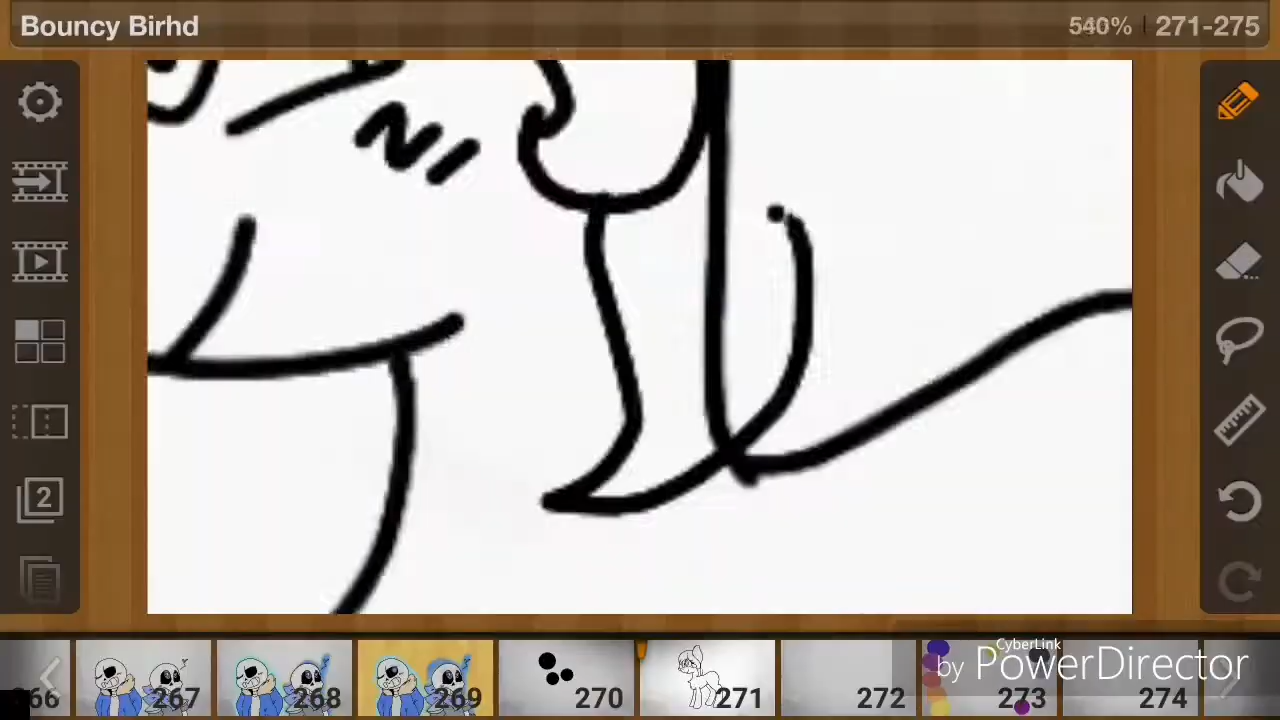 Bouncy Birhd
540% 271-275
2
66 267 268 269 270 271 272 273 274
CyberLink
by PowerDirector